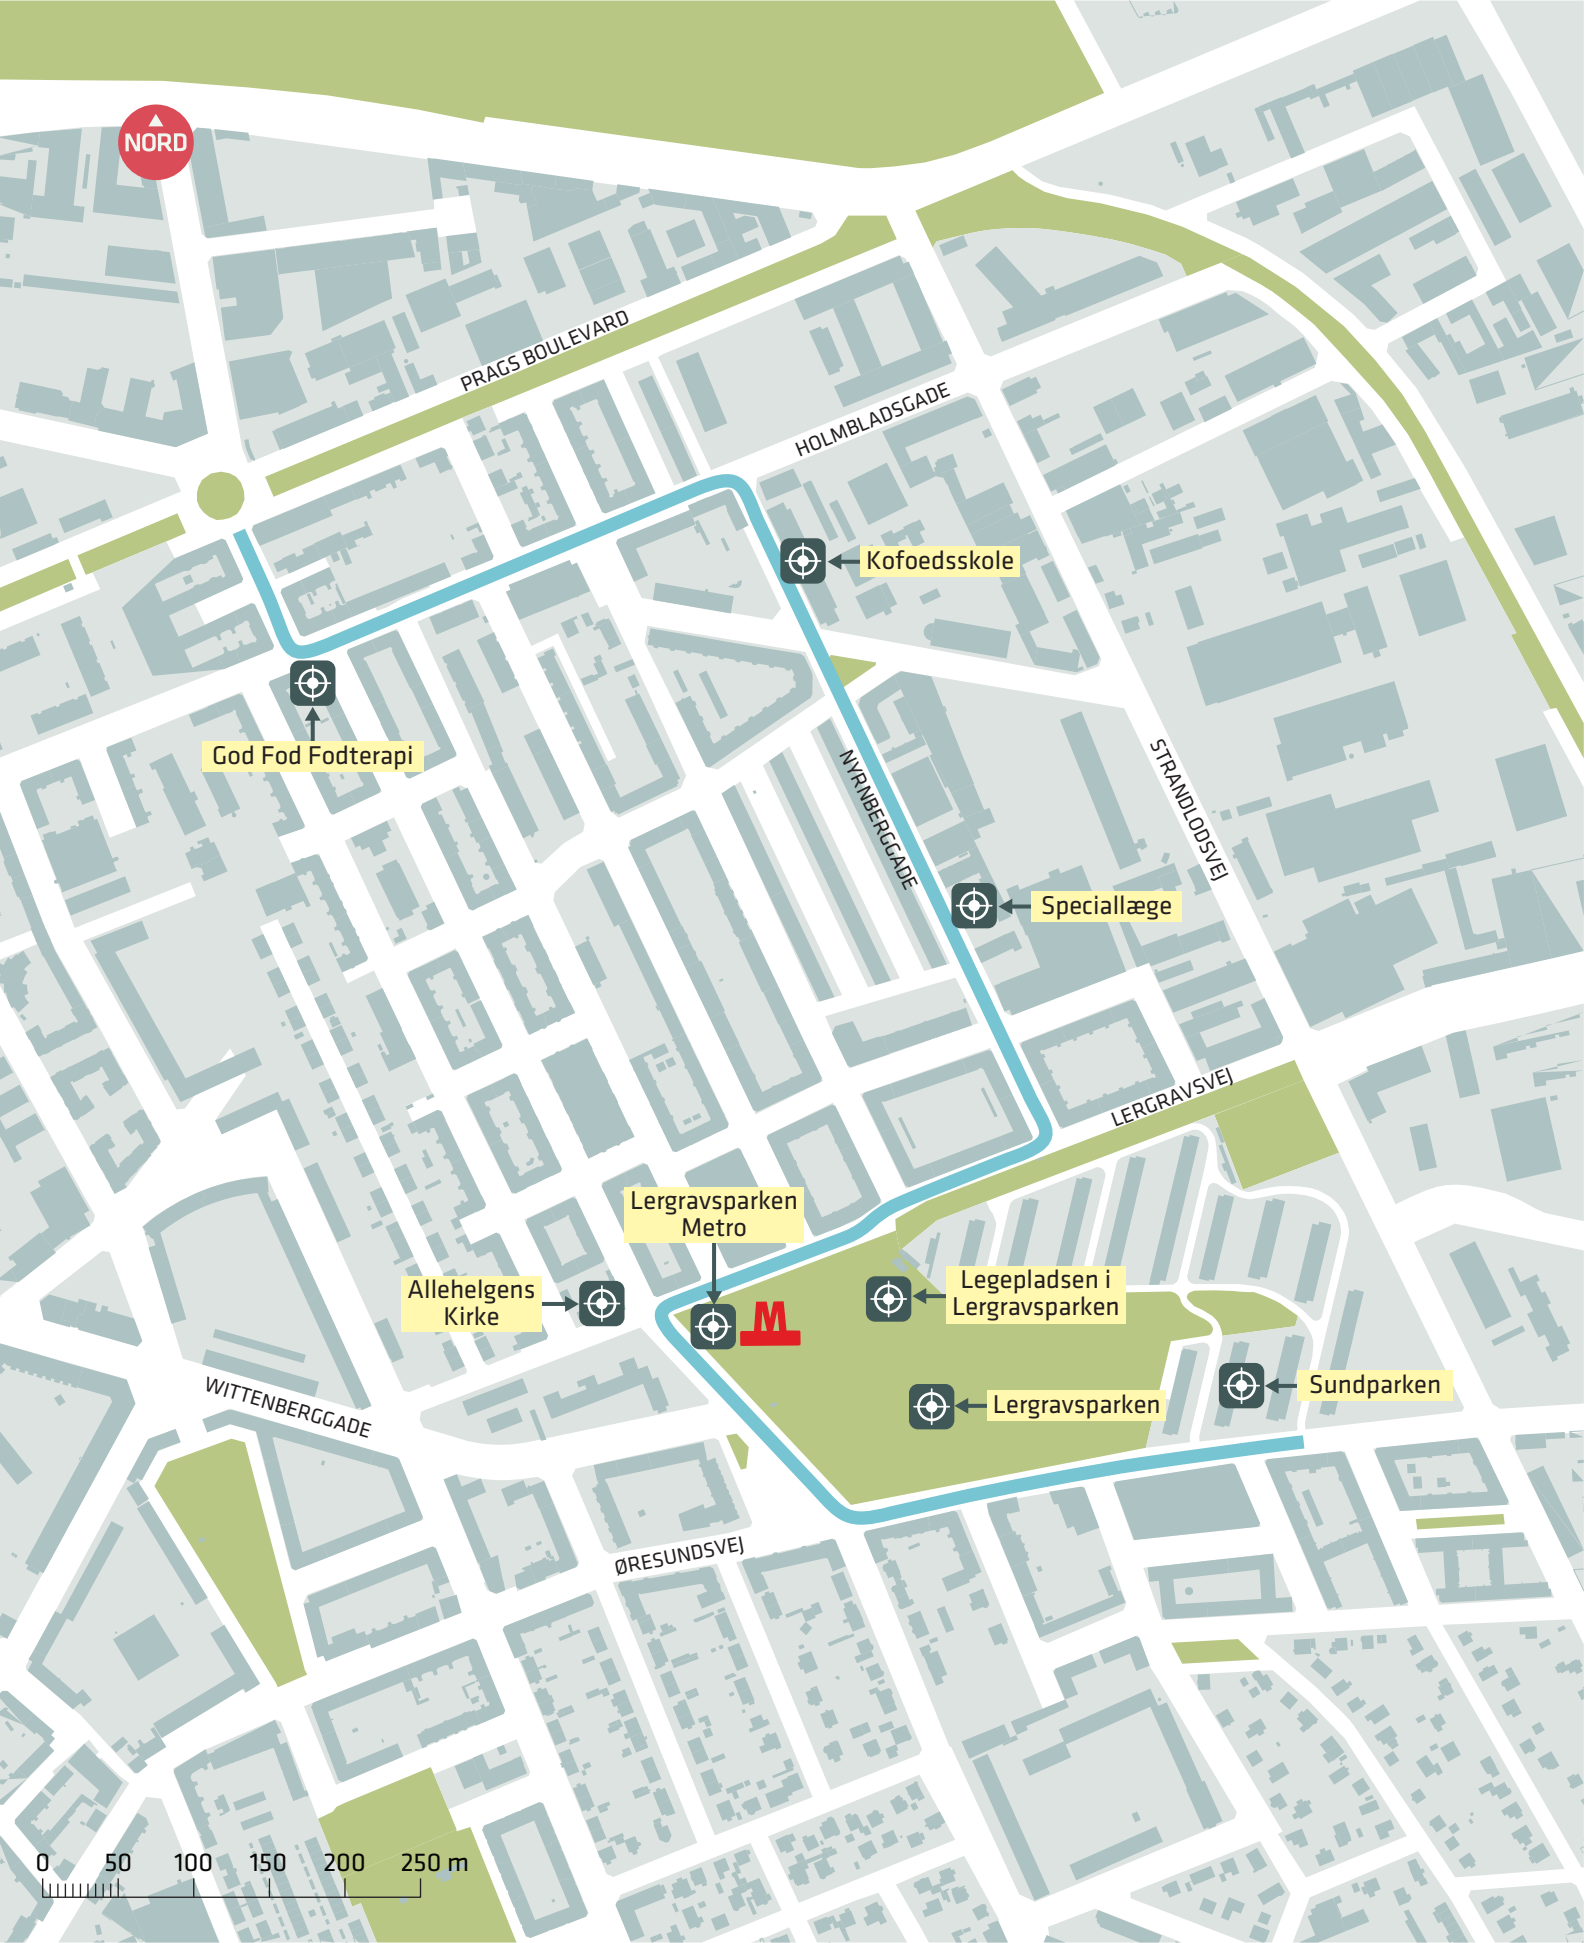 NORD
PRAGS BOULEVARD
HOLMBLADSGADE
Kofoedsskole
God Fod Fodterapi
NYRNBERGGADE
STRANDLODSVEJ
Speciallæge
LERGRAVSVEJ
Lergravsparken
Metro
Allehelgens
Kirke
Legepladsen i
Lergravsparken
M
Sundparken
Lergravsparken
WITTENBERGGADE
ØRESUNDSVEJ
0 50 100 150 200 250 m